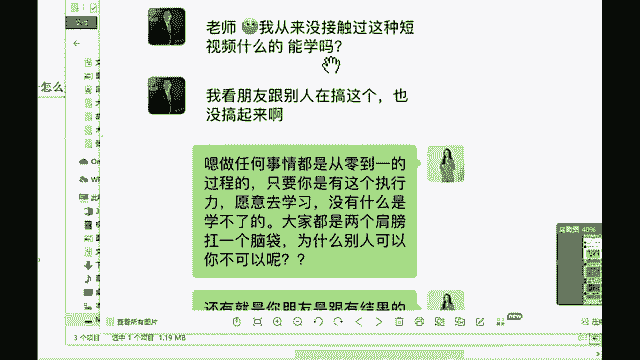 老师 我从来没接触过这种短
视频什么的 能学吗?
我看朋友跟别人在搞这个，也
没搞起来啊
嗯做任何事情都是从零到一的
过程的，只要你是有这个执行
力，愿意去学习，没有什么是
学不了的。大家都是两个肩膀
扛一个脑袋，为什么别人可以
你不可以呢？？
还有就是你朋友是跟有结果的
查看所有图片
new
3 个项目 选中 1 个项目 1.19 MB
40%
怎么